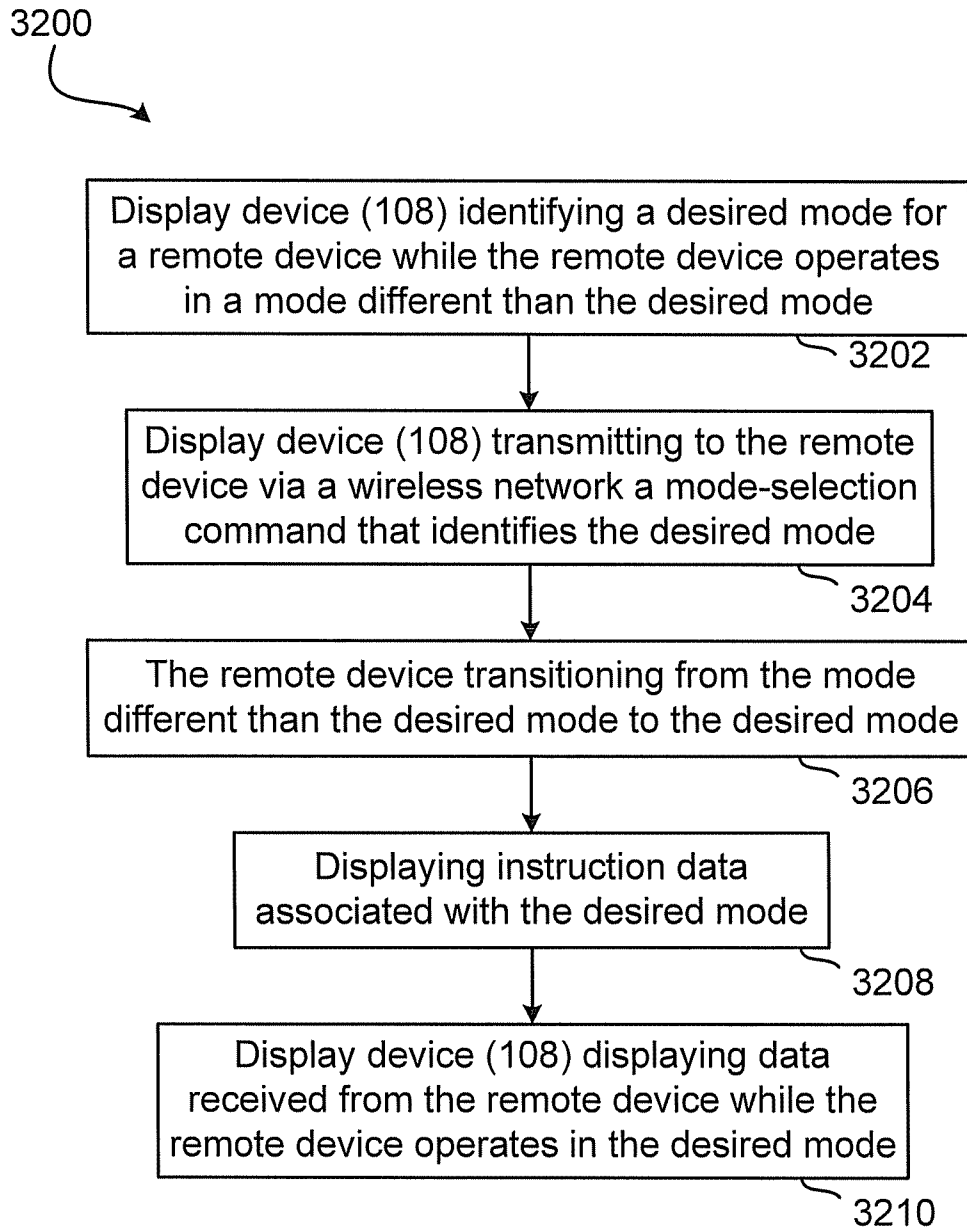 3200
Display device (108) identifying a desired mode for
a remote device while the remote device operates
in a mode different than the desired mode
3202
Display device (108) transmitting to the remote
device via a wireless network a mode-selection
command that identifies the desired mode
3204
The remote device transitioning from the mode
different than the desired mode to the desired mode
3206
Displaying instruction data
associated with the desired mode
3208
Display device (108) displaying data
received from the remote device while the
remote device operates in the desired mode
3210